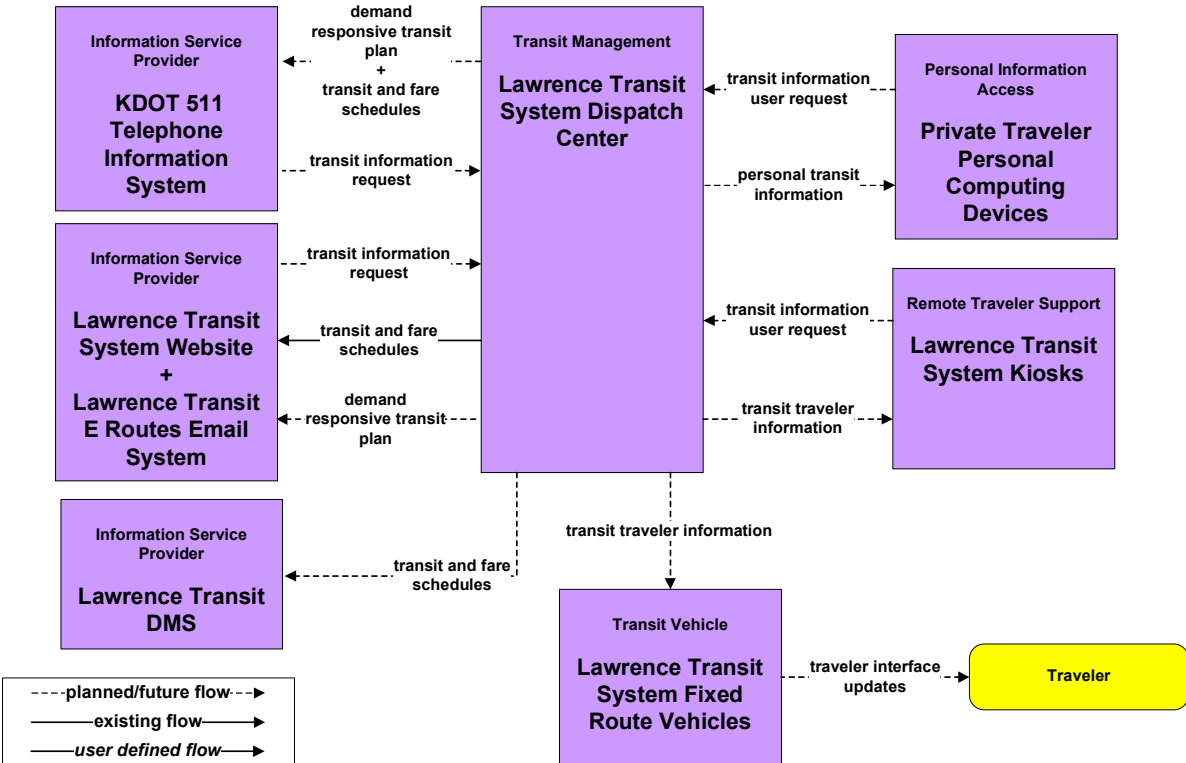 Information Service
Provider
KDOT 511
Telephone
Information
System
demand
responsive transit
plan
+
transit and fare
schedules
transit information
request
Transit Management
Lawrence Transit
System Dispatch
Center
transit information
user request
personal transit
information
Personal Information
Access
Private Traveler
Personal
Computing
Devices
Information Service
Provider
Lawrence Transit
System Website
+
Lawrence Transit
E Routes Email
System
transit information
request
transit and fare
schedules
demand
responsive transit
plan
transit information
user request
transit traveler
information
Remote Traveler Support
Lawrence Transit
System Kiosks
Information Service
Provider
Lawrence Transit
DMS
transit and fare
schedules
transit traveler information
Transit Vehicle
Lawrence Transit
System Fixed
Route Vehicles
traveler interface
updates
Traveler
planned/future flow
existing flow
user defined flow